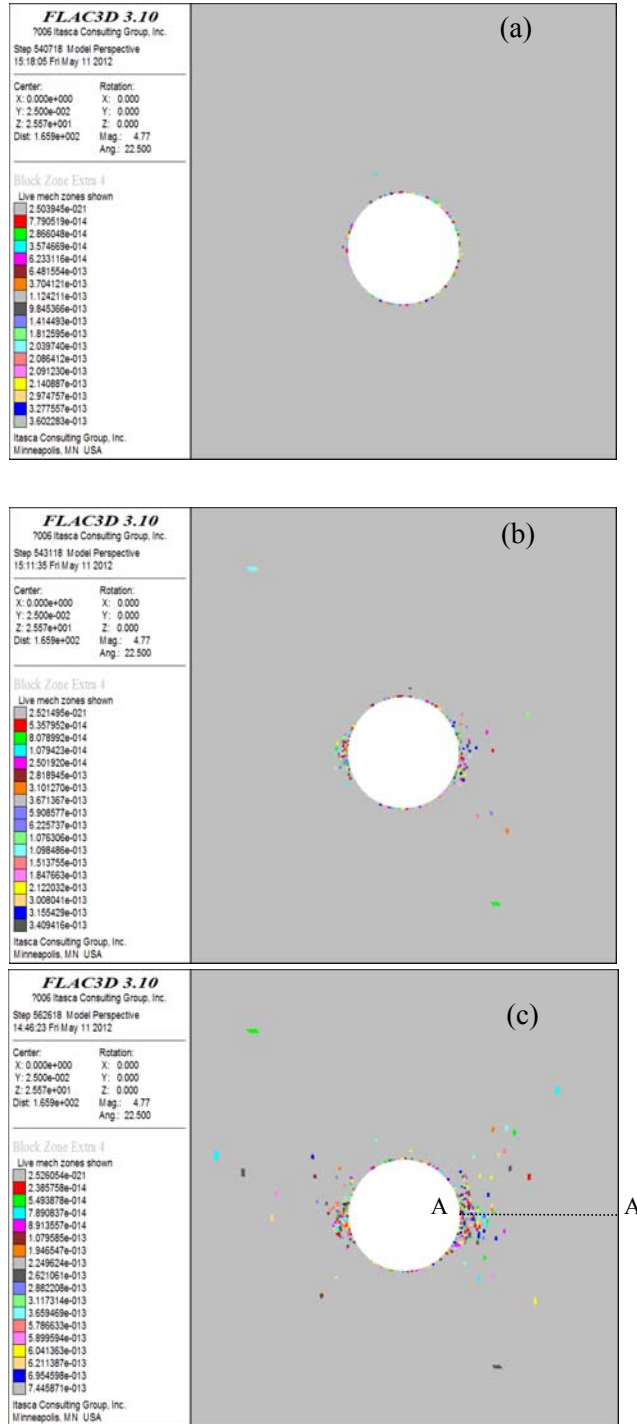 FLAC3D 3.10
?006 Itasca Consulting Group, Inc.
Step 540718 Model Perspective
15:18:05 Fri May 11 2012
Center: Rotation:
X: 0.000e+000 X: 0.000
Y: 2.500e-002 Y: 0.000
Z: 2.557e+001 Z: 0.000
Dist: 1.659e+002 Mag.: 4.77
Ang.: 22.500
Block Zone Extra 4
Live mech zones shown
2.503945e-021
7.790519e-014
2.866048e-014
3.574669e-014
6.233116e-014
6.481554e-013
3.704121e-013
1.124211e-013
9.845366e-013
1.414493e-013
1.812595e-013
2.039740e-013
2.086412e-013
2.091230e-013
2.140887e-013
2.974757e-013
3.277557e-013
3.602283e-013
Itasca Consulting Group, Inc.
Minneapolis, MN USA
(a)
FLAC3D 3.10
?006 Itasca Consulting Group, Inc.
Step 543118 Model Perspective
15:11:35 Fri May 11 2012
Center: Rotation:
X: 0.000e+000 X: 0.000
Y: 2.500e-002 Y: 0.000
Z: 2.557e+001 Z: 0.000
Dist: 1.659e+002 Mag.: 4.77
Ang.: 22.500
Block Zone Extra 4
Live mech zones shown
2.521495e-021
5.357952e-014
8.078992e-014
1.079423e-014
2.501920e-014
2.818945e-013
3.101270e-013
3.671367e-013
5.908577e-013
6.225737e-013
1.076306e-013
1.098486e-013
1.513755e-013
1.847663e-013
2.122032e-013
3.008041e-013
3.155429e-013
3.409416e-013
Itasca Consulting Group, Inc.
Minneapolis, MN USA
(b)
FLAC3D 3.10
?006 Itasca Consulting Group, Inc.
Step 562618 Model Perspective
14:46:23 Fri May 11 2012
Center: Rotation:
X: 0.000e+000 X: 0.000
Y: 2.500e-002 Y: 0.000
Z: 2.557e+001 Z: 0.000
Dist: 1.659e+002 Mag.: 4.77
Ang.: 22.500
Block Zone Extra 4
Live mech zones shown
2.526054e-021
2.385758e-014
5.493878e-014
7.890837e-014
8.913557e-014
1.079585e-013
1.946547e-013
2.249624e-013
2.621061e-013
2.882208e-013
3.117314e-013
3.659469e-013
5.786633e-013
5.899594e-013
6.041363e-013
6.211387e-013
6.954598e-013
7.445871e-013
Itasca Consulting Group, Inc.
Minneapolis, MN USA
(c)
A A